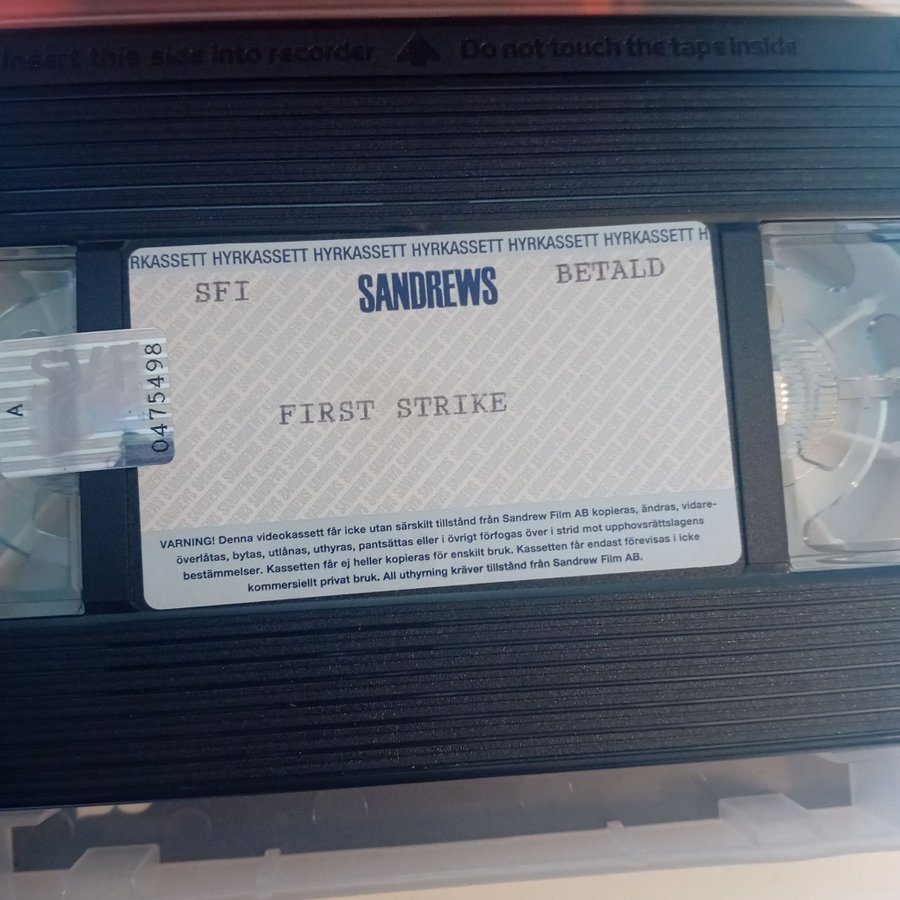 Insert this side into recorder Do not touch the tape inside
RKASSETT HYRKASSETT HYRKASSETT HYRKASSETT HYRKASSETT HYRKASSETT H
SFI SANDREWS BETALD
A SVF 0475498
FIRST STRIKE
VARNING! Denna videokassett får icke utan särskilt tillstånd från Sandrew Film AB kopieras, ändras, vidare-
överlåtas, bytas, utlånas, uthyras, pantsättas eller i övrigt förfogas över i strid mot upphovsrättslagens
bestämmelser. Kassetten får ej heller kopieras för enskilt bruk. Kassetten får endast förevisas i icke
kommersiellt privat bruk. All uthyrning kräver tillstånd från Sandrew Film AB.